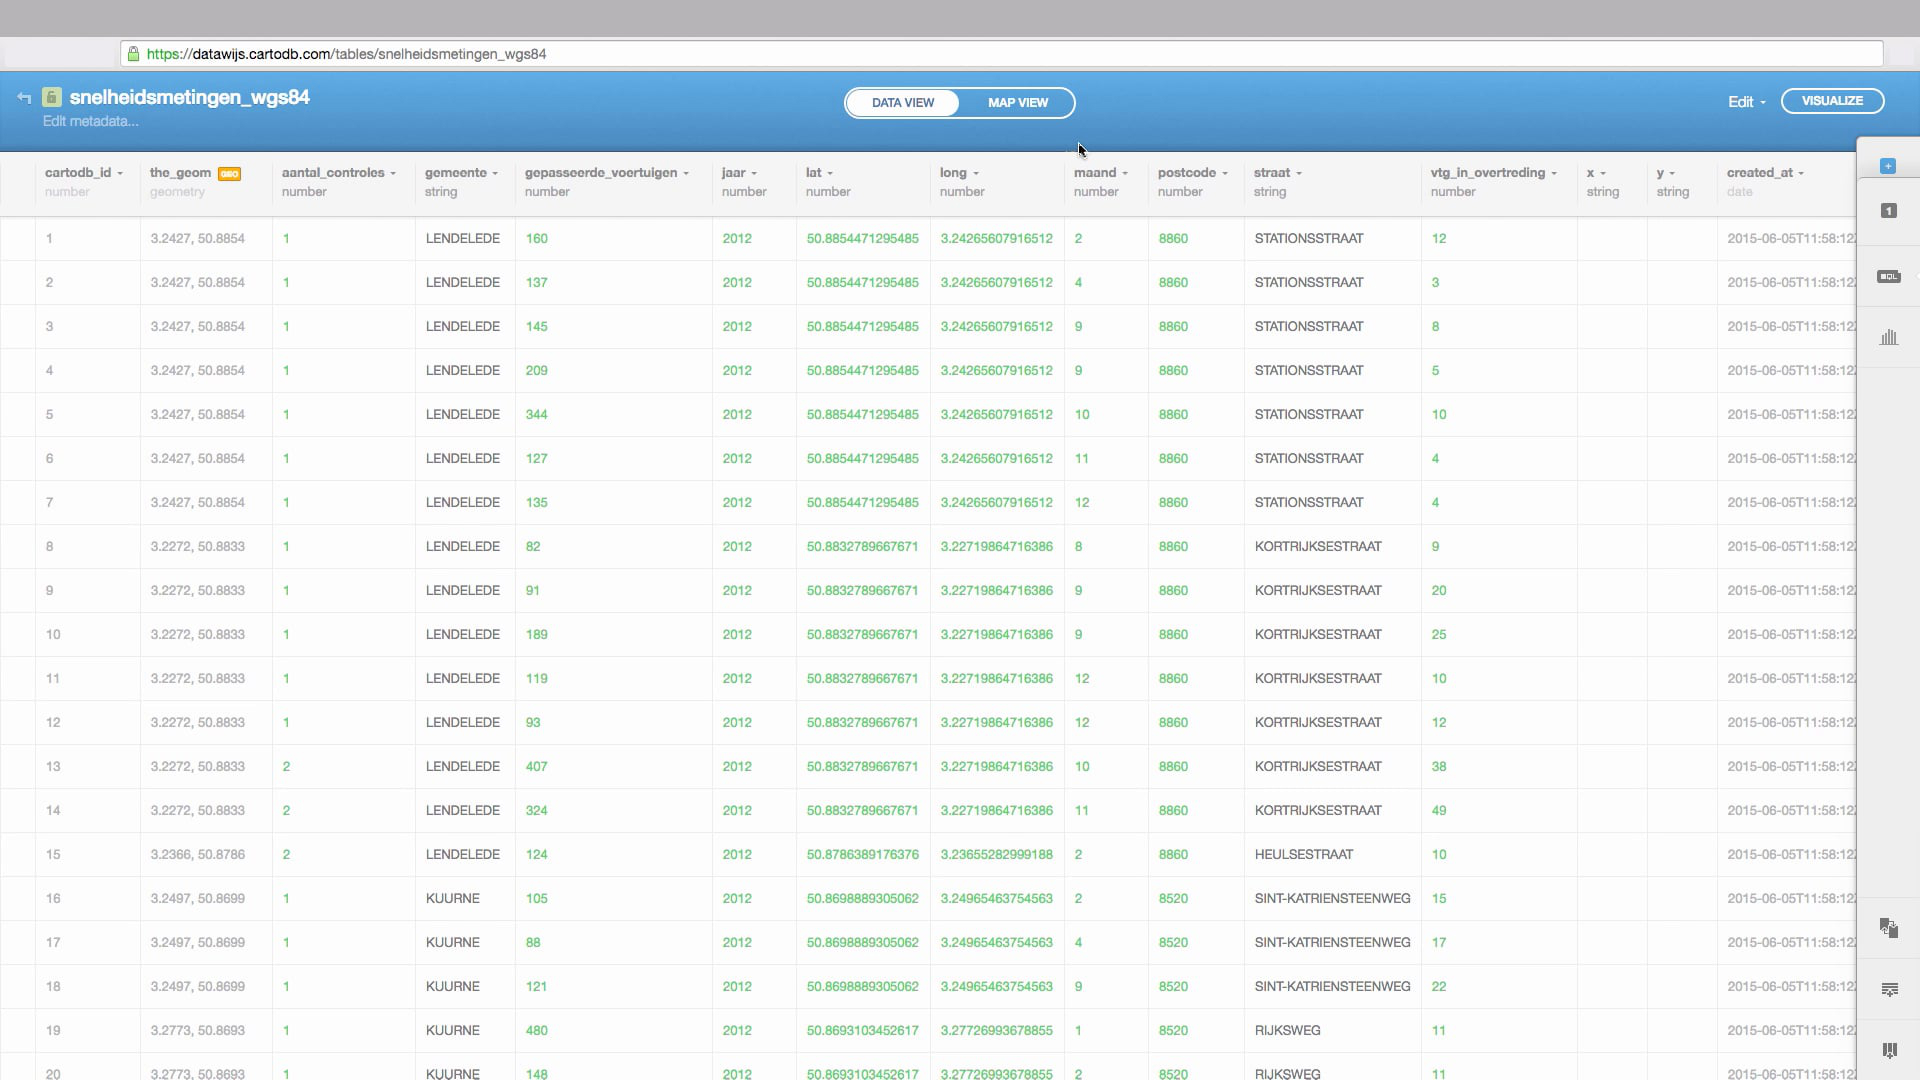 https://datawijs.cartodb.com/tables/snelheidsmetingen_wgs84
snelheidsmetingen_wgs84
Edit metadata...
DATA VIEW MAP VIEW
Edit VISUALIZE
cartodb_id the_geom GEO aantal_controles gemeente gepasseerde_voertuigen jaar lat long maand postcode straat vtg_in_overtreding x y created_at
number geometry number string number number number number number number string number string string date
1 3.2427, 50.8854 1 LENDELEDE 160 2012 50.8854471295485 3.24265607916512 2 8860 STATIONSSTRAAT 12 2015-06-05T11:58:12Z
2 3.2427, 50.8854 1 LENDELEDE 137 2012 50.8854471295485 3.24265607916512 4 8860 STATIONSSTRAAT 3 2015-06-05T11:58:12Z
3 3.2427, 50.8854 1 LENDELEDE 145 2012 50.8854471295485 3.24265607916512 9 8860 STATIONSSTRAAT 8 2015-06-05T11:58:12Z
4 3.2427, 50.8854 1 LENDELEDE 209 2012 50.8854471295485 3.24265607916512 9 8860 STATIONSSTRAAT 5 2015-06-05T11:58:12Z
5 3.2427, 50.8854 1 LENDELEDE 344 2012 50.8854471295485 3.24265607916512 10 8860 STATIONSSTRAAT 10 2015-06-05T11:58:12Z
6 3.2427, 50.8854 1 LENDELEDE 127 2012 50.8854471295485 3.24265607916512 11 8860 STATIONSSTRAAT 4 2015-06-05T11:58:12Z
7 3.2427, 50.8854 1 LENDELEDE 135 2012 50.8854471295485 3.24265607916512 12 8860 STATIONSSTRAAT 4 2015-06-05T11:58:12Z
8 3.2272, 50.8833 1 LENDELEDE 82 2012 50.8832789667671 3.22719864716386 8 8860 KORTRIJKSESTRAAT 9 2015-06-05T11:58:12Z
9 3.2272, 50.8833 1 LENDELEDE 91 2012 50.8832789667671 3.22719864716386 9 8860 KORTRIJKSESTRAAT 20 2015-06-05T11:58:12Z
10 3.2272, 50.8833 1 LENDELEDE 189 2012 50.8832789667671 3.22719864716386 9 8860 KORTRIJKSESTRAAT 25 2015-06-05T11:58:12Z
11 3.2272, 50.8833 1 LENDELEDE 119 2012 50.8832789667671 3.22719864716386 12 8860 KORTRIJKSESTRAAT 10 2015-06-05T11:58:12Z
12 3.2272, 50.8833 1 LENDELEDE 93 2012 50.8832789667671 3.22719864716386 12 8860 KORTRIJKSESTRAAT 12 2015-06-05T11:58:12Z
13 3.2272, 50.8833 2 LENDELEDE 407 2012 50.8832789667671 3.22719864716386 10 8860 KORTRIJKSESTRAAT 38 2015-06-05T11:58:12Z
14 3.2272, 50.8833 2 LENDELEDE 324 2012 50.8832789667671 3.22719864716386 11 8860 KORTRIJKSESTRAAT 49 2015-06-05T11:58:12Z
15 3.2366, 50.8786 2 LENDELEDE 124 2012 50.8786389176376 3.23655282999188 2 8860 HEULSESTRAAT 10 2015-06-05T11:58:12Z
16 3.2497, 50.8699 1 KUURNE 105 2012 50.8698889305062 3.24965463754563 2 8520 SINT-KATRIENSTEENWEG 15 2015-06-05T11:58:12Z
17 3.2497, 50.8699 1 KUURNE 88 2012 50.8698889305062 3.24965463754563 4 8520 SINT-KATRIENSTEENWEG 17 2015-06-05T11:58:12Z
18 3.2497, 50.8699 1 KUURNE 121 2012 50.8698889305062 3.24965463754563 9 8520 SINT-KATRIENSTEENWEG 22 2015-06-05T11:58:12Z
19 3.2773, 50.8693 1 KUURNE 480 2012 50.8693103452617 3.27726993678855 1 8520 RIJKSWEG 11 2015-06-05T11:58:12Z
20 3.2773, 50.8693 1 KUURNE 148 2012 50.8693103452617 3.27726993678855 2 8520 RIJKSWEG 11 2015-06-05T11:58:12Z
1
SQL